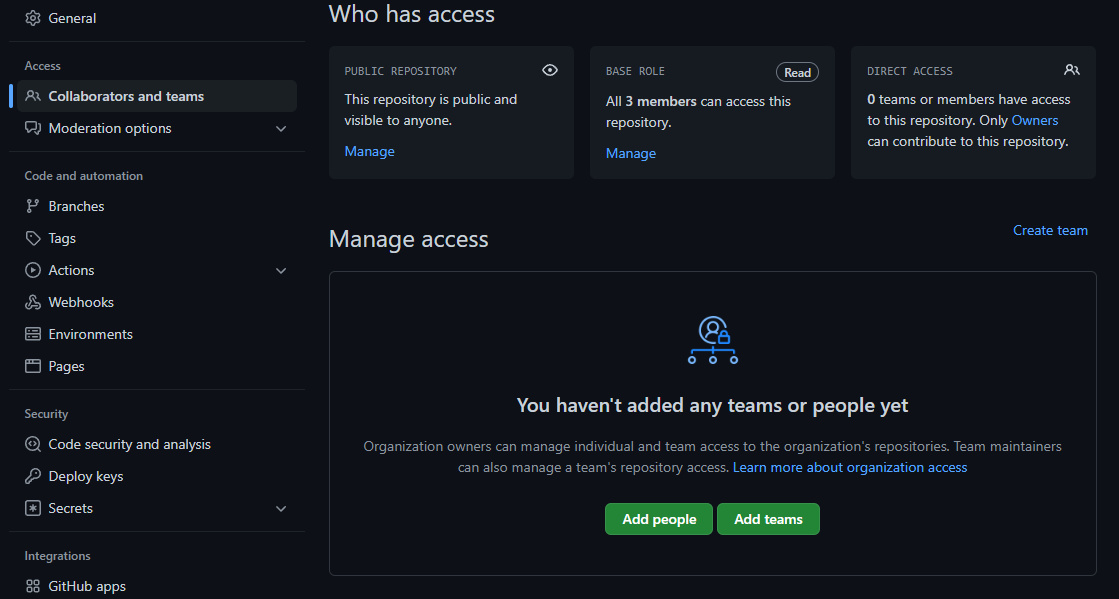 General
Access
Collaborators and teams
Moderation options
Code and automation
Branches
Tags
Actions
Webhooks
Environments
Pages
Security
Code security and analysis
Deploy keys
Secrets
Integrations
GitHub apps
Who has access
PUBLIC REPOSITORY
This repository is public and
visible to anyone.
Manage
BASE ROLE
Read
All 3 members can access this
repository.
Manage
DIRECT ACCESS
0 teams or members have access
to this repository. Only Owners
can contribute to this repository.
Manage access
Create team
You haven't added any teams or people yet
Organization owners can manage individual and team access to the organization's repositories. Team maintainers
can also manage a team's repository access. Learn more about organization access
Add people
Add teams